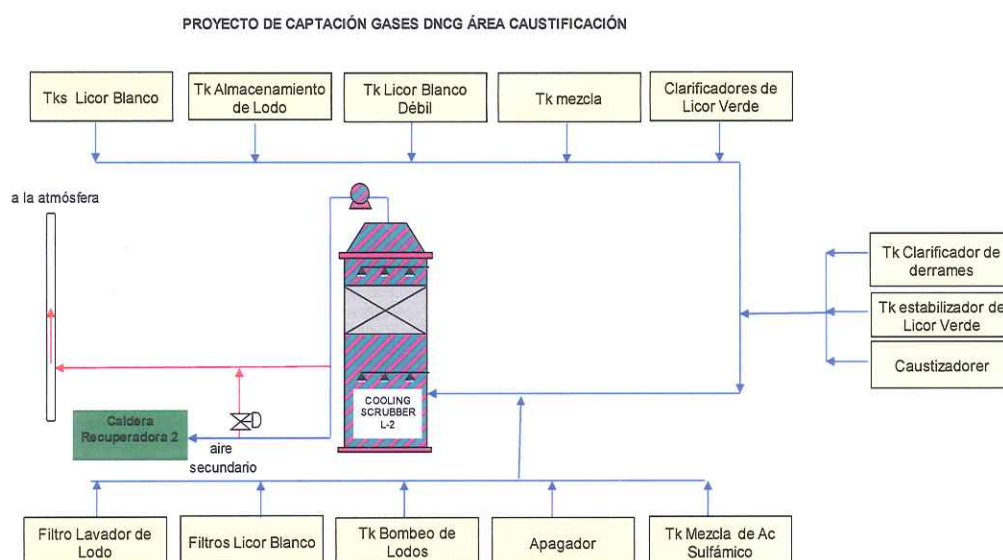 PROYECTO DE CAPTACIÓN GASES DNCG ÁREA CAUSTIFICACIÓN
Tks Licor Blanco
Tk Almacenamiento
de Lodo
Tk Licor Blanco
Débil
Tk mezcla
Clarificadores de
Licor Verde
a la atmósfera
Tk Clarificador de
derrames
Tk estabilizador de
Licor Verde
Caustizadorer
COOLING
SCRUBBER
L-2
Caldera
Recuperadora 2
aire
secundario
Filtro Lavador de
Lodo
Filtros Licor Blanco
Tk Bombeo de
Lodos
Apagador
Tk Mezcla de Ac
Sulfámico